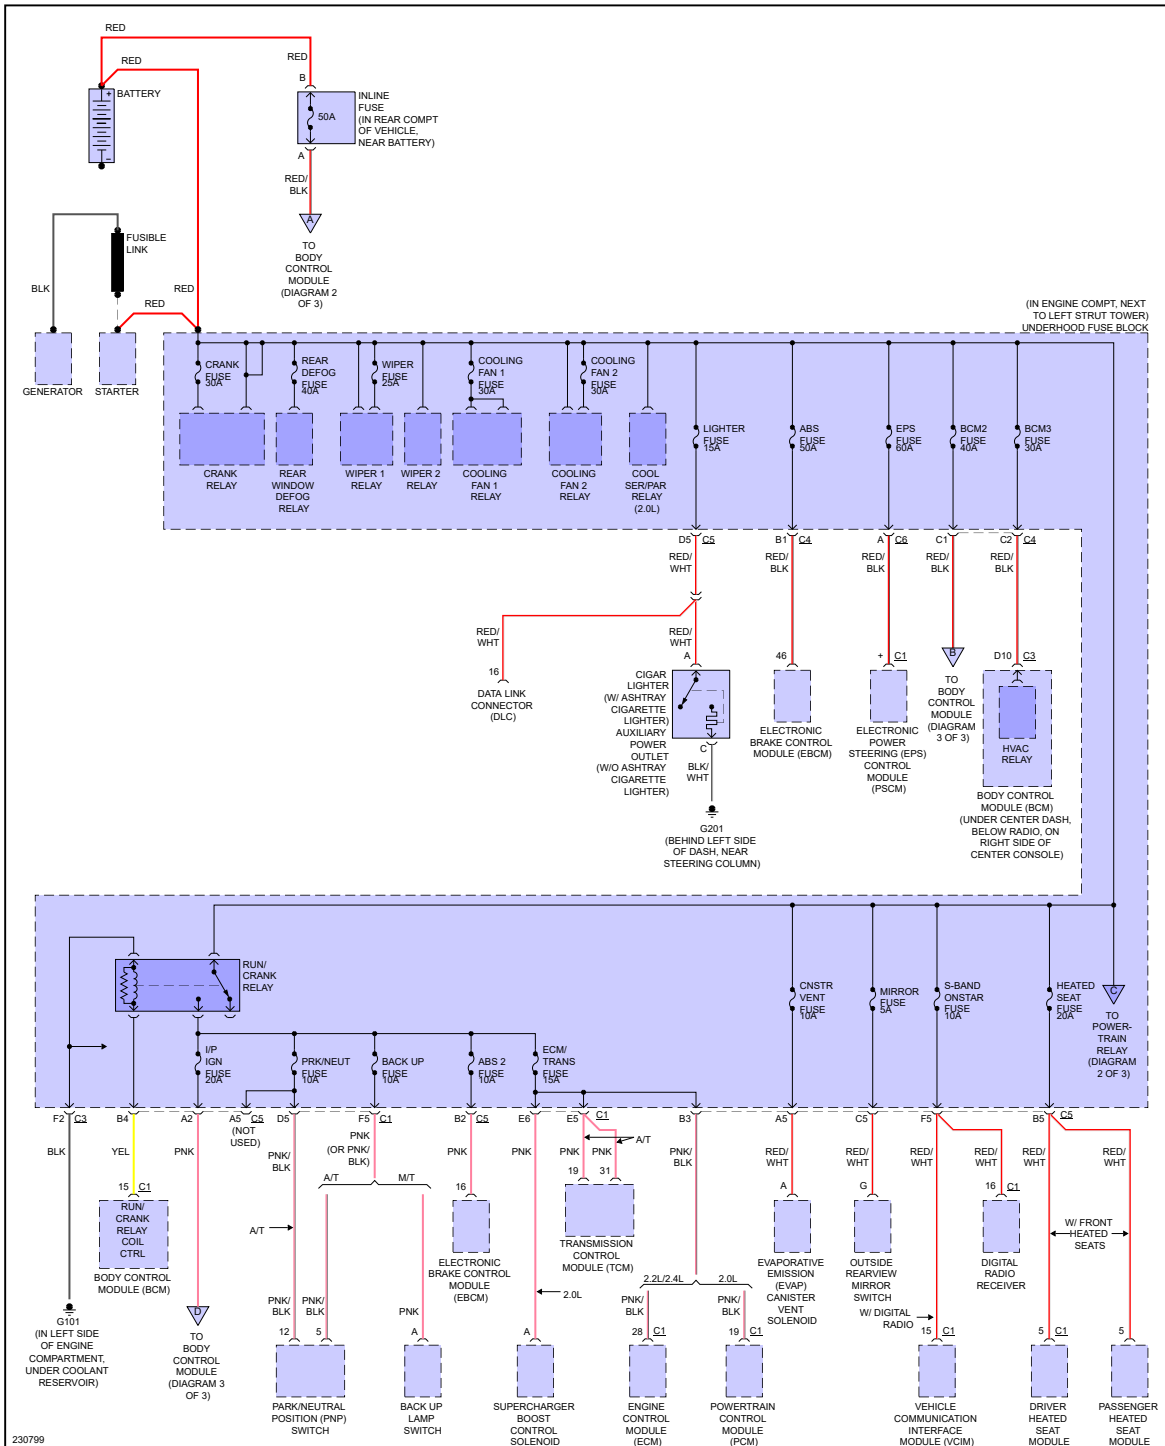 RED
RED
RED
B
BATTERY
+
−
50A
INLINE
FUSE
(IN REAR COMPT
OF VEHICLE,
NEAR BATTERY)
A
RED/
BLK
A
TO
BODY
CONTROL
MODULE
(DIAGRAM 2
OF 3)
FUSIBLE
LINK
BLK
RED
RED
GENERATOR
STARTER
(IN ENGINE COMPT, NEXT
TO LEFT STRUT TOWER)
UNDERHOOD FUSE BLOCK
CRANK
FUSE
30A
REAR
DEFOG
FUSE
40A
WIPER
FUSE
25A
COOLING
FAN 1
FUSE
30A
COOLING
FAN 2
FUSE
30A
LIGHTER
FUSE
15A
ABS
FUSE
50A
EPS
FUSE
60A
BCM2
FUSE
40A
BCM3
FUSE
30A
CRANK
RELAY
REAR
WINDOW
DEFOG
RELAY
WIPER 1
RELAY
WIPER 2
RELAY
COOLING
FAN 1
RELAY
COOLING
FAN 2
RELAY
COOL
SER/PAR
RELAY
(2.0L)
D5 C5
B1 C4
A C6
C1
C2 C4
RED/
WHT
RED/
BLK
RED/
BLK
RED/
BLK
RED/
BLK
RED/
WHT
RED/
WHT
16
DATA LINK
CONNECTOR
(DLC)
A
CIGAR
LIGHTER
(W/ ASHTRAY
CIGARETTE
LIGHTER)
AUXILIARY
POWER
OUTLET
(W/O ASHTRAY
CIGARETTE
LIGHTER)
C
BLK/
WHT
G201
(BEHIND LEFT SIDE
OF DASH, NEAR
STEERING COLUMN)
46
ELECTRONIC
BRAKE CONTROL
MODULE (EBCM)
+ C1
ELECTRONIC
POWER
STEERING (EPS)
CONTROL
MODULE
(PSCM)
B
TO
BODY
CONTROL
MODULE
(DIAGRAM
3 OF 3)
D10 C3
HVAC
RELAY
BODY CONTROL
MODULE (BCM)
(UNDER CENTER DASH,
BELOW RADIO, ON
RIGHT SIDE OF
CENTER CONSOLE)
RUN/
CRANK
RELAY
CNSTR
VENT
FUSE
10A
MIRROR
FUSE
5A
S-BAND
ONSTAR
FUSE
10A
HEATED
SEAT
FUSE
20A
C
TO
POWER-
TRAIN
RELAY
(DIAGRAM
2 OF 3)
I/P
IGN
FUSE
20A
PRK/NEUT
FUSE
10A
BACK UP
FUSE
10A
ABS 2
FUSE
10A
ECM/
TRANS
FUSE
15A
F2 C3
B4
A2
A5 C5
(NOT
USED)
D5
F5 C1
B2 C5
E6
E5 C1
B3
A5
C5
F5
B5 C5
BLK
YEL
PNK
PNK/
BLK
PNK
(OR PNK/
BLK)
PNK
PNK
PNK
PNK
A/T
PNK/
BLK
RED/
WHT
RED/
WHT
RED/
WHT
RED/
WHT
RED/
WHT
RED/
WHT
15 C1
RUN/
CRANK
RELAY
COIL
CTRL
BODY CONTROL
MODULE (BCM)
A/T
M/T
A/T
16
ELECTRONIC
BRAKE CONTROL
MODULE
(EBCM)
19
31
TRANSMISSION
CONTROL
MODULE (TCM)
A
EVAPORATIVE
EMISSION
(EVAP)
CANISTER
VENT
SOLENOID
G
OUTSIDE
REARVIEW
MIRROR
SWITCH
16 C1
DIGITAL
RADIO
RECEIVER
W/ FRONT
HEATED
SEATS
W/ DIGITAL
RADIO
2.2L/2.4L
2.0L
2.0L
G101
(IN LEFT SIDE
OF ENGINE
COMPARTMENT,
UNDER COOLANT
RESERVOIR)
D
TO
BODY
CONTROL
MODULE
(DIAGRAM 3
OF 3)
PNK/
BLK
PNK/
BLK
PNK
PNK/
BLK
PNK/
BLK
12
5
PARK/NEUTRAL
POSITION (PNP)
SWITCH
A
BACK UP
LAMP
SWITCH
A
SUPERCHARGER
BOOST
CONTROL
SOLENOID
28 C1
ENGINE
CONTROL
MODULE
(ECM)
19 C1
POWERTRAIN
CONTROL
MODULE
(PCM)
15 C1
VEHICLE
COMMUNICATION
INTERFACE
MODULE (VCIM)
5 C1
DRIVER
HEATED
SEAT
MODULE
5
PASSENGER
HEATED
SEAT
MODULE
230799